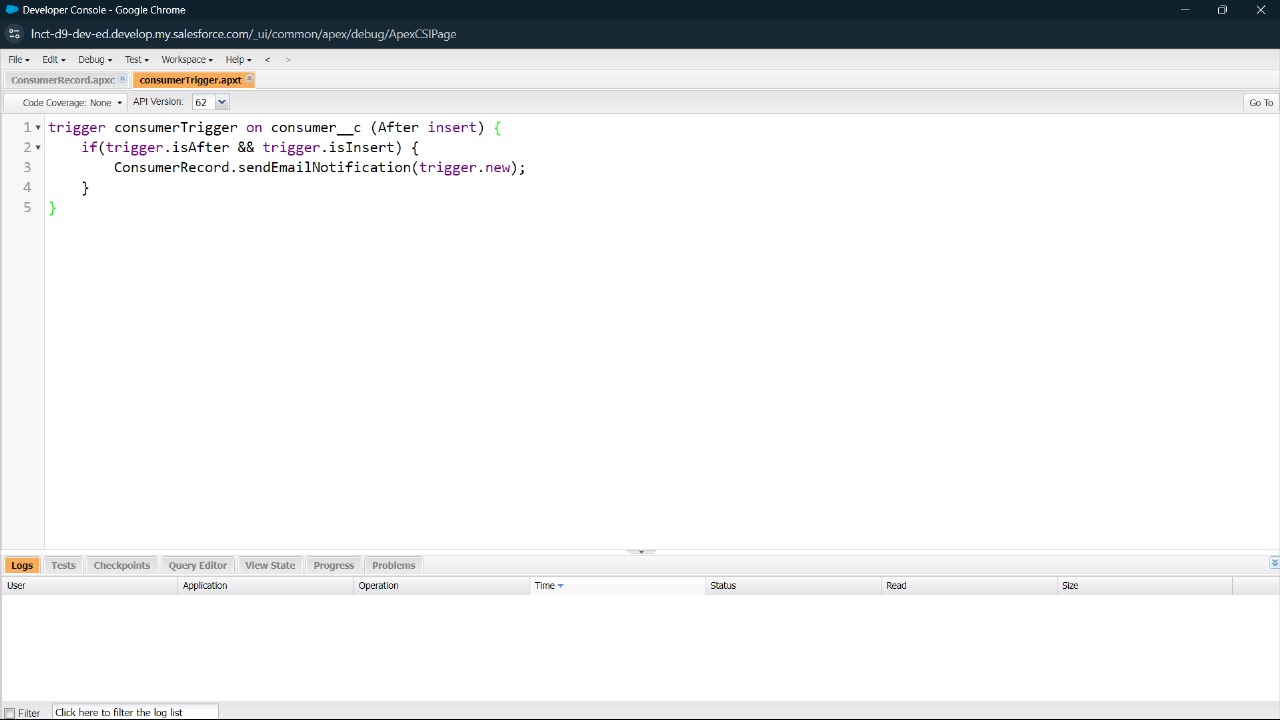 Developer Console - Google Chrome
lnct-d9-dev-ed.develop.my.salesforce.com/_ui/common/apex/debug/ApexCSIPage
File Edit Debug Test Workspace Help < >
ConsumerRecord.apxc consumerTrigger.apxt
Code Coverage: None API Version: 62 Go To
1 trigger consumerTrigger on consumer__c (After insert) {
2 if(trigger.isAfter && trigger.isInsert) {
3 ConsumerRecord.sendEmailNotification(trigger.new);
4 }
5 }
Logs Tests Checkpoints Query Editor View State Progress Problems
User Application Operation Time Status Read Size
Filter Click here to filter the log list